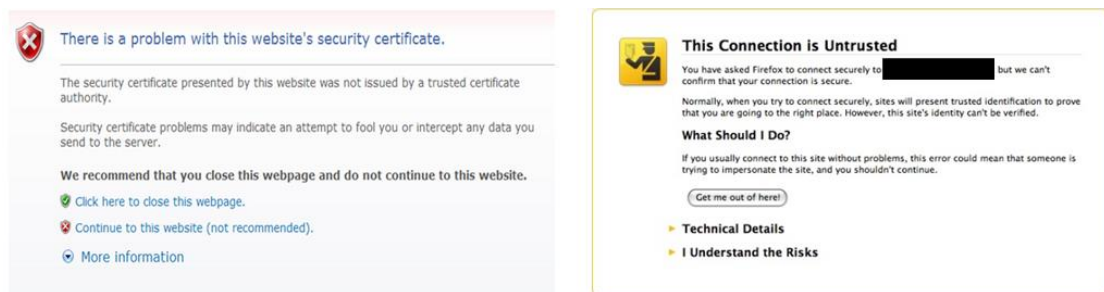 There is a problem with this website's security certificate.
The security certificate presented by this website was not issued by a trusted certificate
authority.
Security certificate problems may indicate an attempt to fool you or intercept any data you
send to the server.
We recommend that you close this webpage and do not continue to this website.
Click here to close this webpage.
Continue to this website (not recommended).
More information
This Connection is Untrusted
You have asked Firefox to connect securely to but we can't
confirm that your connection is secure.
Normally, when you try to connect securely, sites will present trusted identification to prove
that you are going to the right place. However, this site's identity can't be verified.
What Should I Do?
If you usually connect to this site without problems, this error could mean that someone is
trying to impersonate the site, and you shouldn't continue.
Get me out of here!
Technical Details
I Understand the Risks